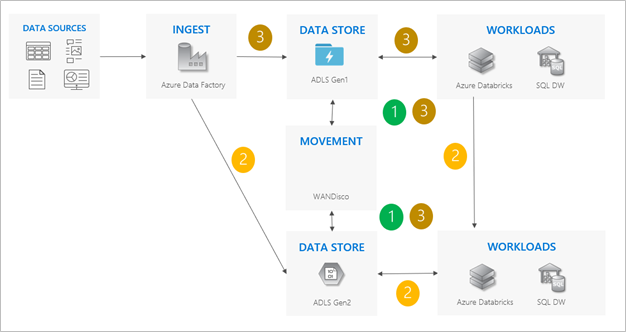 DATA SOURCES
INGEST
Azure Data Factory
3
DATA STORE
ADLS Gen1
3
WORKLOADS
Azure Databricks
SQL DW
1
3
MOVEMENT
WANDisco
2
2
1
3
DATA STORE
ADLS Gen2
2
WORKLOADS
Azure Databricks
SQL DW